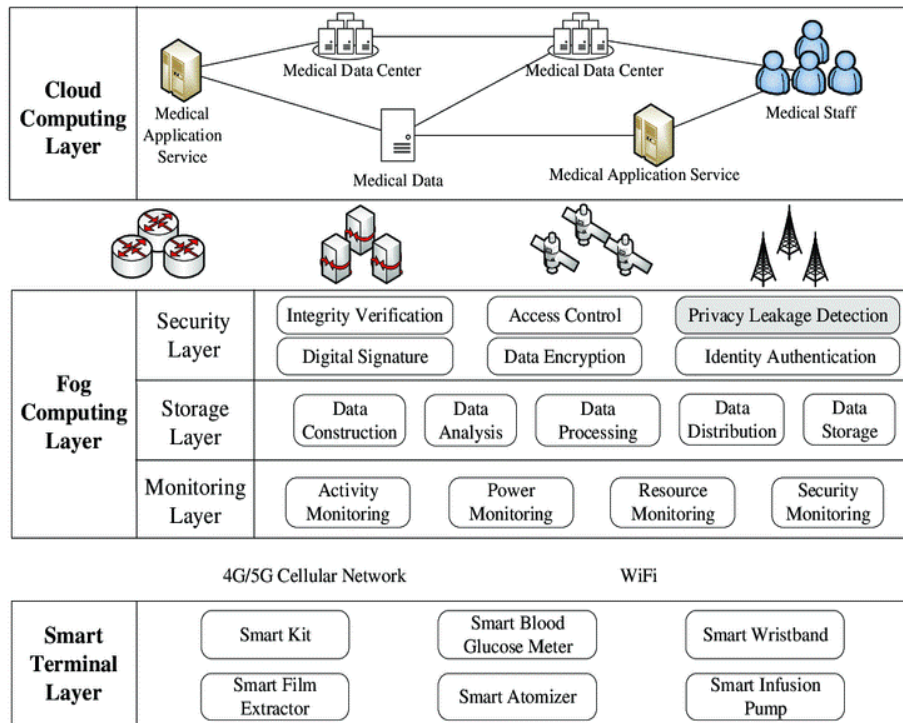 Cloud
Computing
Layer
Medical Data Center
Medical Data Center
Medical
Application
Service
Medical Staff
Medical Data
Medical Application Service
Fog
Computing
Layer
Security
Layer
Integrity Verification
Access Control
Privacy Leakage Detection
Digital Signature
Data Encryption
Identity Authentication
Storage
Layer
Data
Construction
Data
Analysis
Data
Processing
Data
Distribution
Data
Storage
Monitoring
Layer
Activity
Monitoring
Power
Monitoring
Resource
Monitoring
Security
Monitoring
4G/5G Cellular Network
WiFi
Smart
Terminal
Layer
Smart Kit
Smart Blood
Glucose Meter
Smart Wristband
Smart Film
Extractor
Smart Atomizer
Smart Infusion
Pump